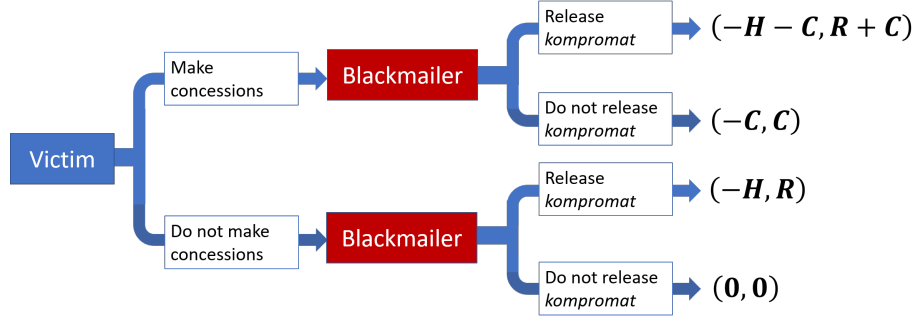 Release
kompromat
(−H − C, R + C)
Make
concessions
Blackmailer
Do not release
kompromat
(−C, C)
Victim
Release
kompromat
(−H, R)
Do not make
concessions
Blackmailer
Do not release
kompromat
(0, 0)